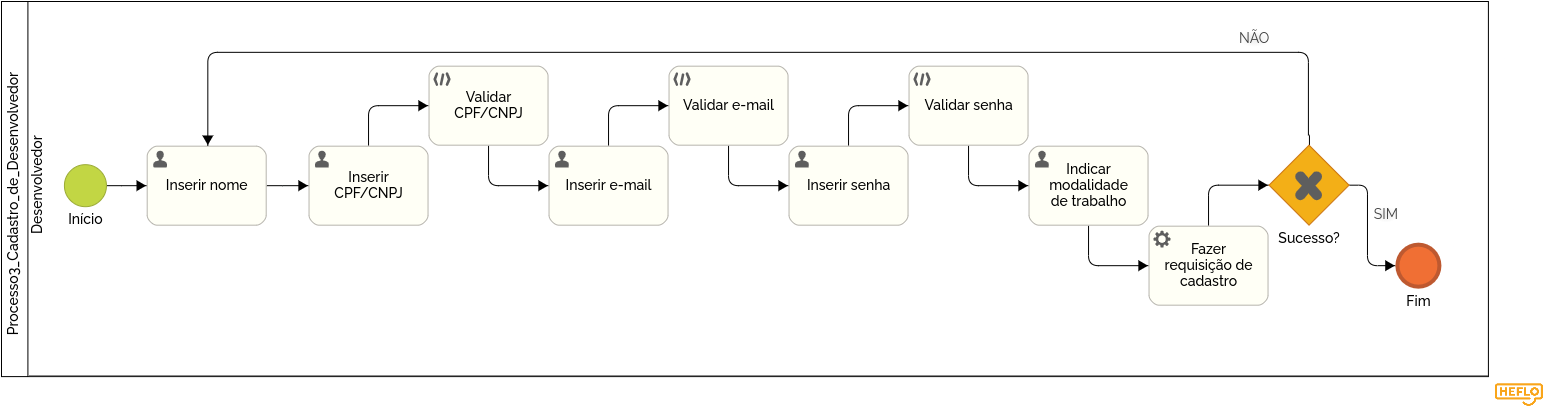 Processo3_Cadastro_de_Desenvolvedor
Desenvolvedor
NÃO
Início
Inserir nome
Inserir
CPF/CNPJ
Validar
CPF/CNPJ
Inserir e-mail
Validar e-mail
Inserir senha
Validar senha
Indicar
modalidade
de trabalho
Fazer
requisição de
cadastro
Sucesso?
SIM
Fim
HEFLO